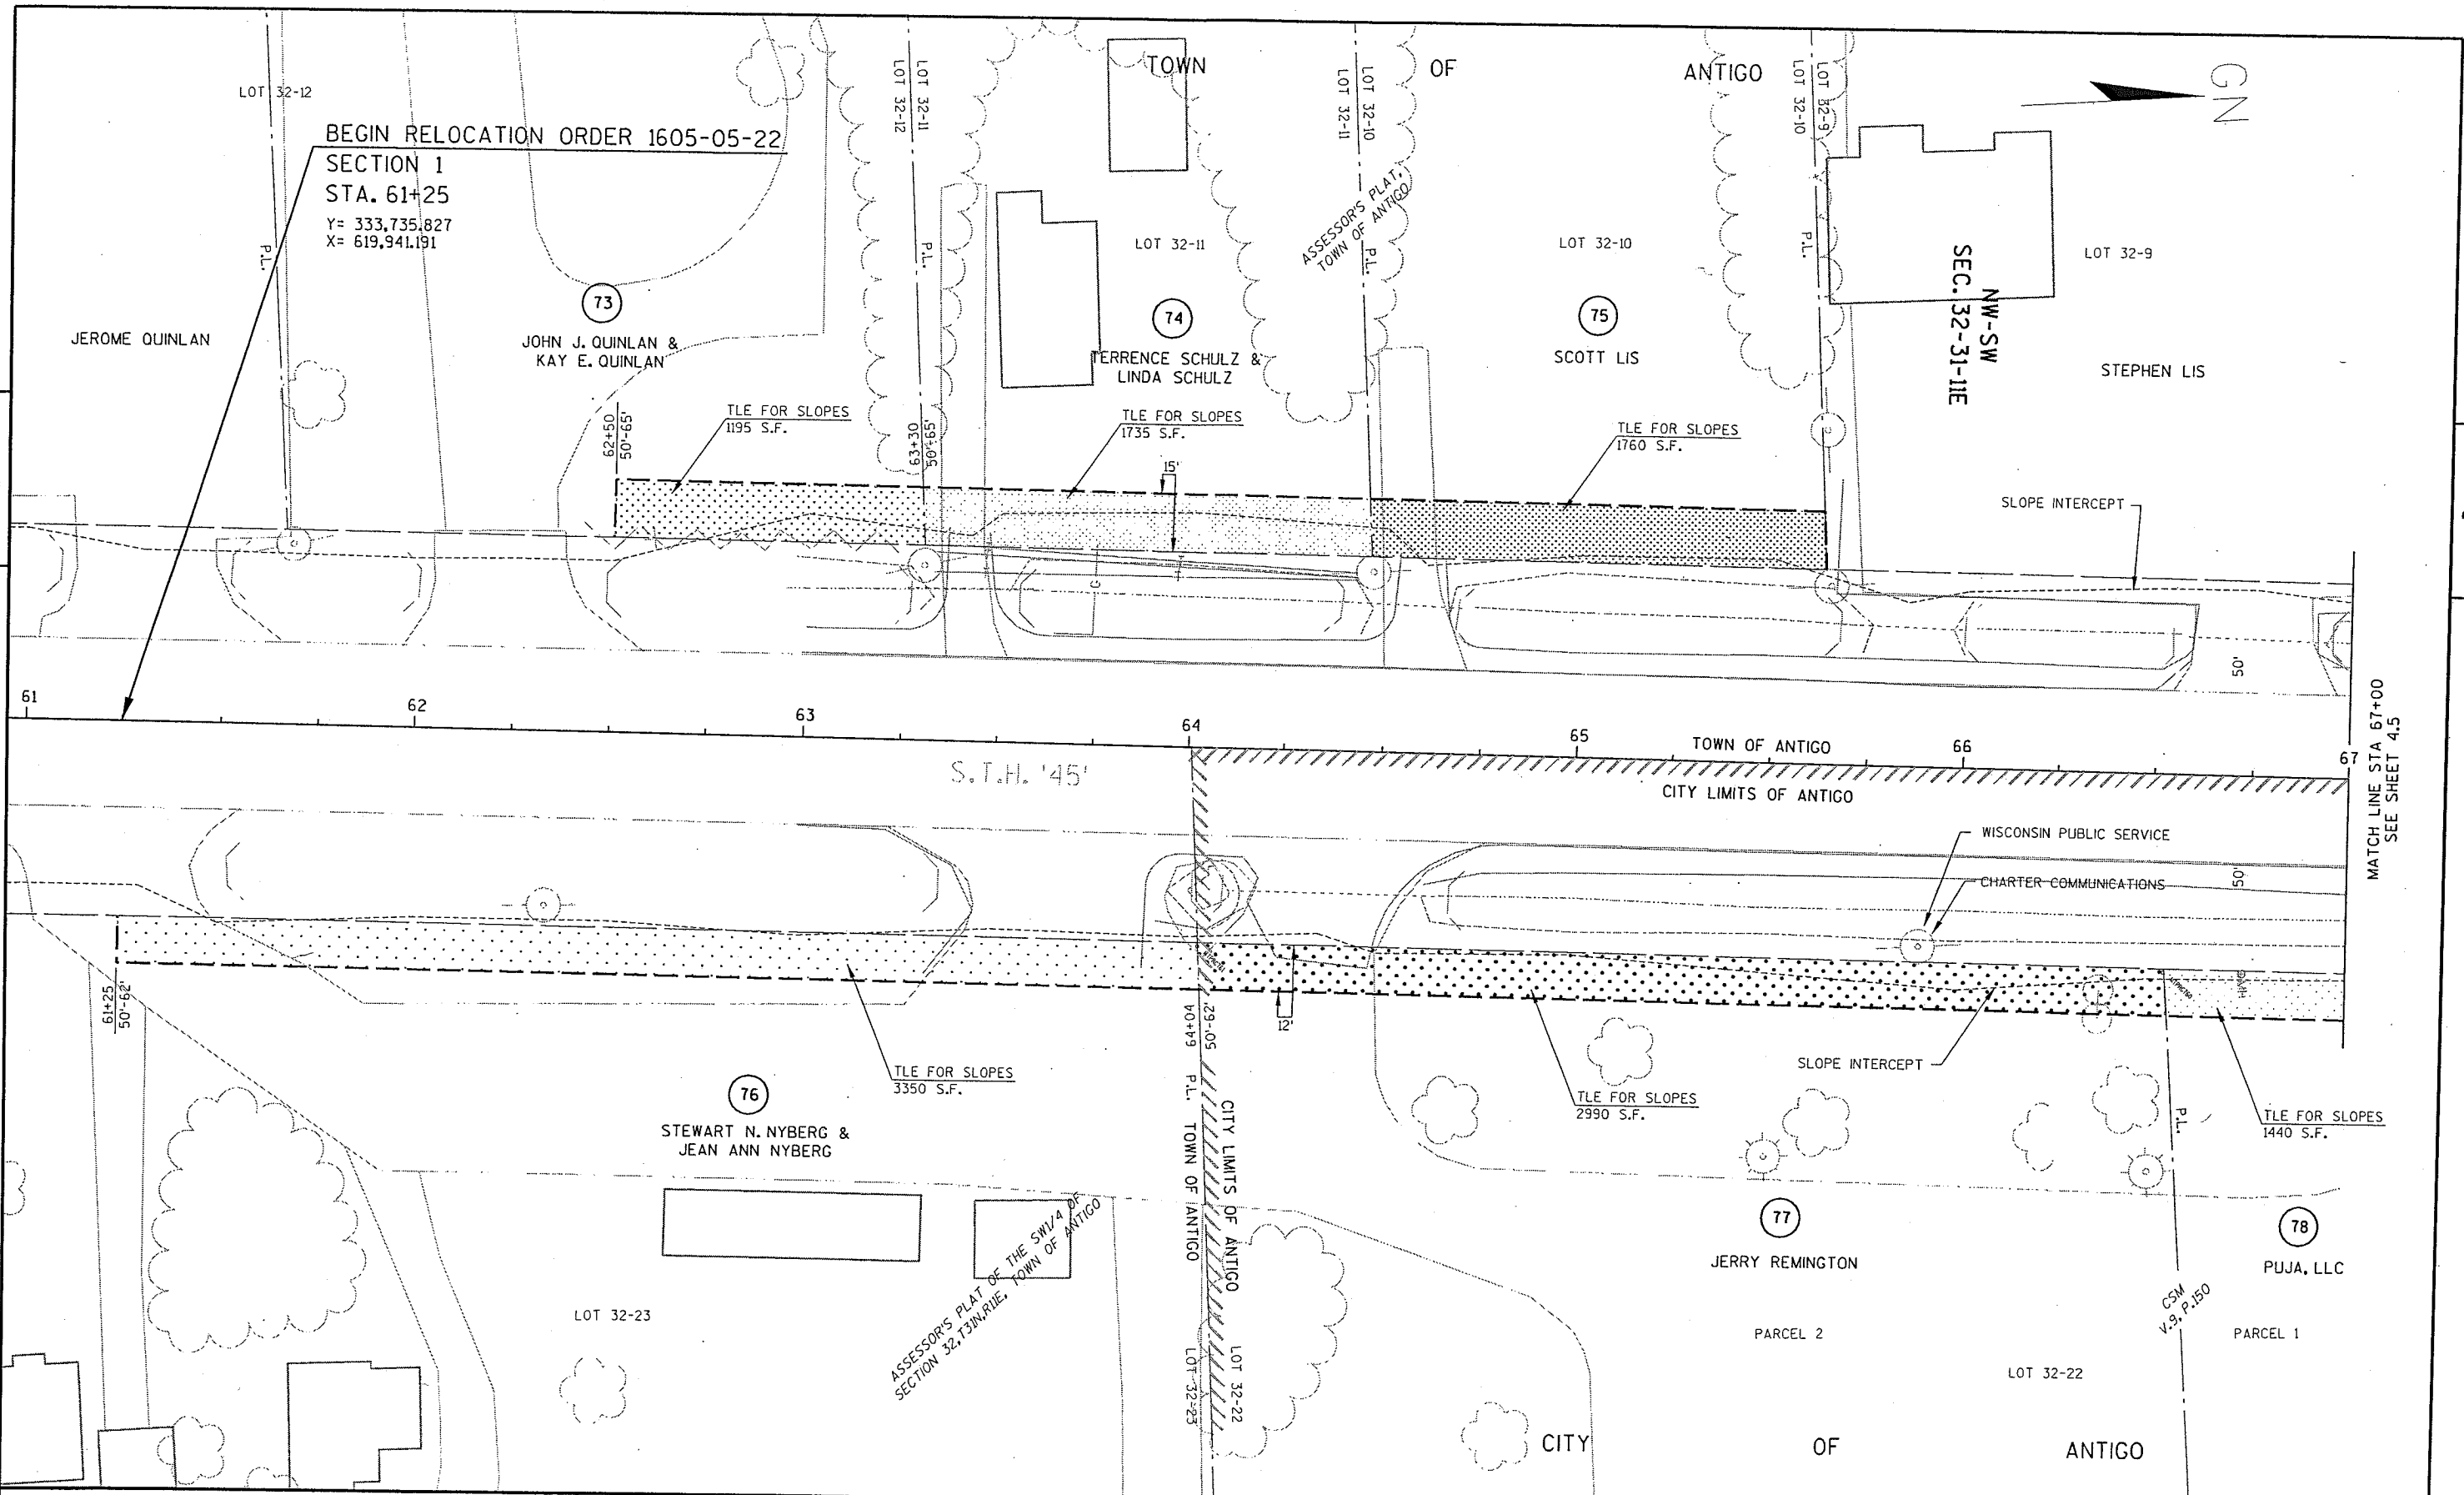 TOWN OF ANTIGO
GN
LOT 32-12
BEGIN RELOCATION ORDER 1605-05-22
SECTION 1
STA. 61+25
Y= 333,735.827
X= 619,941.191
P.L.
LOT 32-11
LOT 32-12
P.L.
LOT 32-11
LOT 32-10
LOT 32-11
P.L.
ASSESSOR'S PLAT,
TOWN OF ANTIGO
LOT 32-10
LOT 32-9
LOT 32-10
P.L.
NW-SW
SEC. 32-31-11E
LOT 32-9
JEROME QUINLAN
73
JOHN J. QUINLAN &
KAY E. QUINLAN
74
TERRENCE SCHULZ &
LINDA SCHULZ
75
SCOTT LIS
STEPHEN LIS
62+50
50'-65'
TLE FOR SLOPES
1195 S.F.
63+30
50'-65'
TLE FOR SLOPES
1735 S.F.
15'
TLE FOR SLOPES
1760 S.F.
SLOPE INTERCEPT
G
T
50'
61
62
63
64
65
66
67
S.T.H. '45'
TOWN OF ANTIGO
CITY LIMITS OF ANTIGO
MATCH LINE STA 67+00
SEE SHEET 4.5
WISCONSIN PUBLIC SERVICE
CHARTER COMMUNICATIONS
50'
61+25
50'-62'
TLE FOR SLOPES
3350 S.F.
64+04
50'-62'
P.L.
TOWN OF ANTIGO
CITY LIMITS OF ANTIGO
12'
TLE FOR SLOPES
2990 S.F.
SLOPE INTERCEPT
P.L.
TLE FOR SLOPES
1440 S.F.
76
STEWART N. NYBERG &
JEAN ANN NYBERG
77
JERRY REMINGTON
78
PUJA, LLC
LOT 32-23
ASSESSOR'S PLAT OF THE SW1/4 OF
SECTION 32,T31N,R11E, TOWN OF ANTIGO
LOT 32-23
LOT 32-22
PARCEL 2
CSM
V.9, P.150
PARCEL 1
LOT 32-22
CITY OF ANTIGO